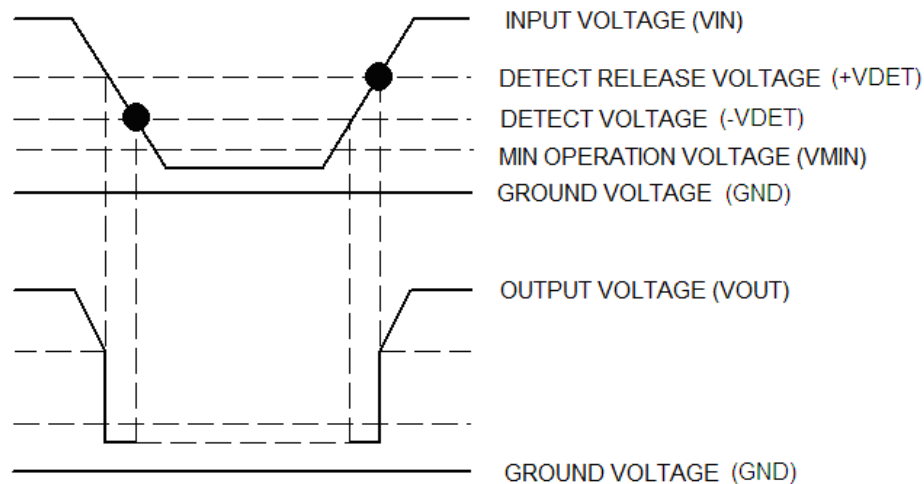 INPUT VOLTAGE (VIN)
DETECT RELEASE VOLTAGE (+VDET)
DETECT VOLTAGE (-VDET)
MIN OPERATION VOLTAGE (VMIN)
GROUND VOLTAGE (GND)
OUTPUT VOLTAGE (VOUT)
GROUND VOLTAGE (GND)